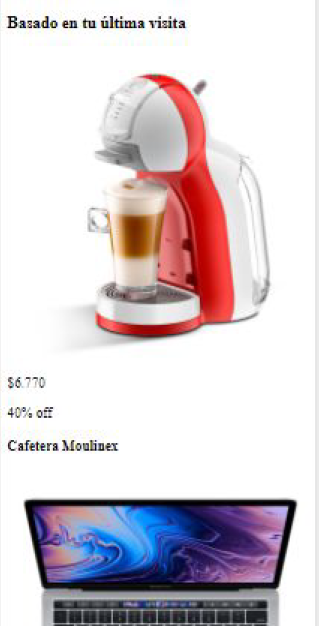 Basado en tu última visita
$6.770
40% off
Cafetera Moulinex